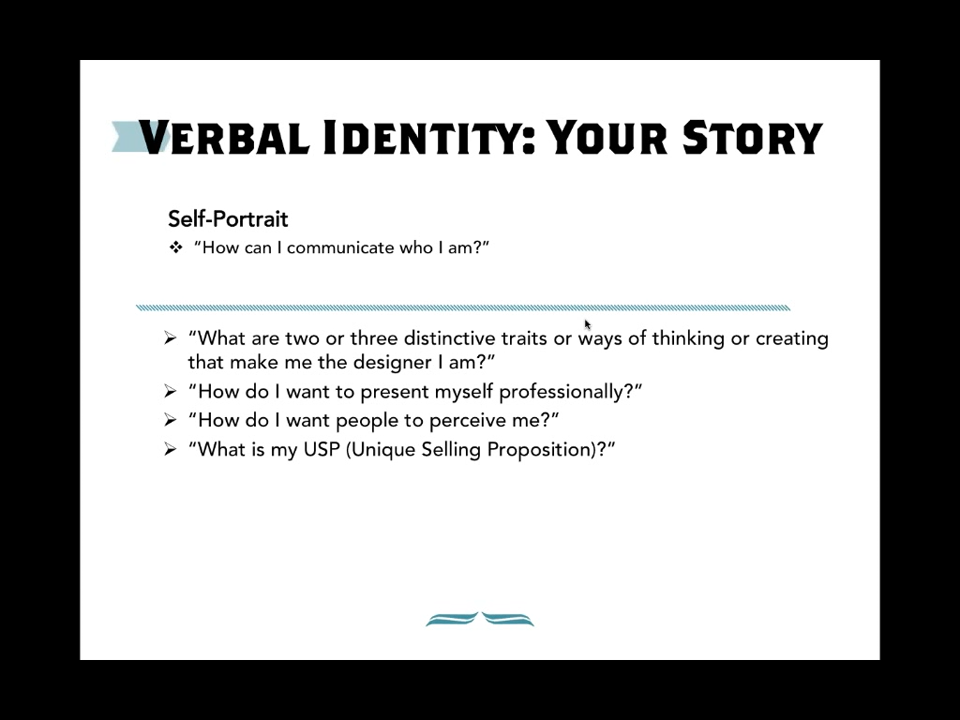 VERBAL IDENTITY: YOUR STORY
Self-Portrait
❖ “How can I communicate who I am?”
➢ “What are two or three distinctive traits or ways of thinking or creating
that make me the designer I am?”
➢ “How do I want to present myself professionally?”
➢ “How do I want people to perceive me?”
➢ “What is my USP (Unique Selling Proposition)?”